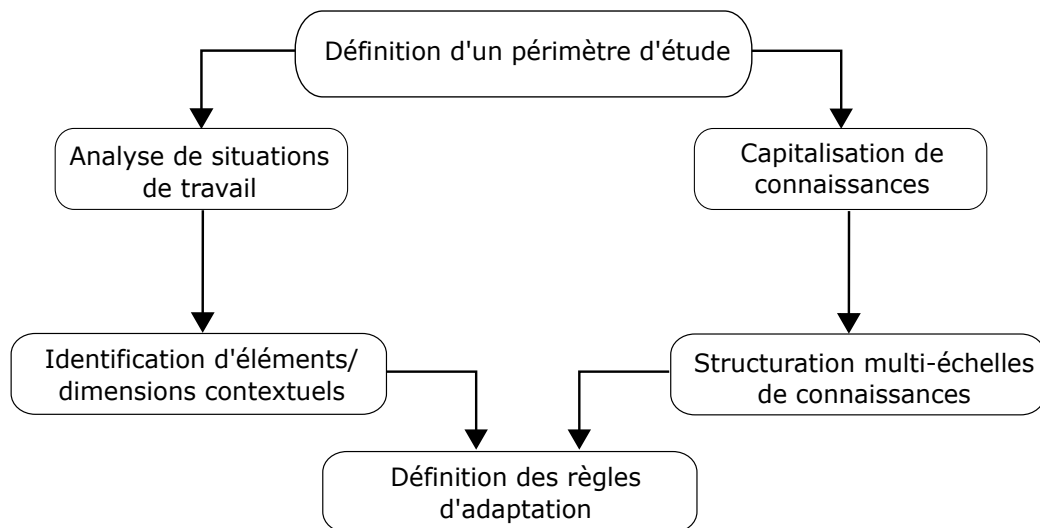 Définition d'un périmètre d'étude
Analyse de situations
de travail
Capitalisation de
connaissances
Identification d'éléments/
dimensions contextuels
Structuration multi-échelles
de connaissances
Définition des règles
d'adaptation